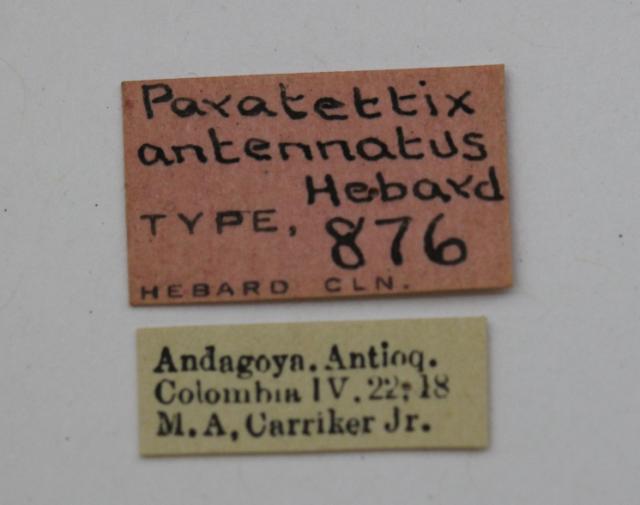 Paratettix
antennatus
Hebard
TYPE, 876
HEBARD CLN.
Andagoya. Antioq.
Colombia IV. 22; 18
M. A, Carriker Jr.